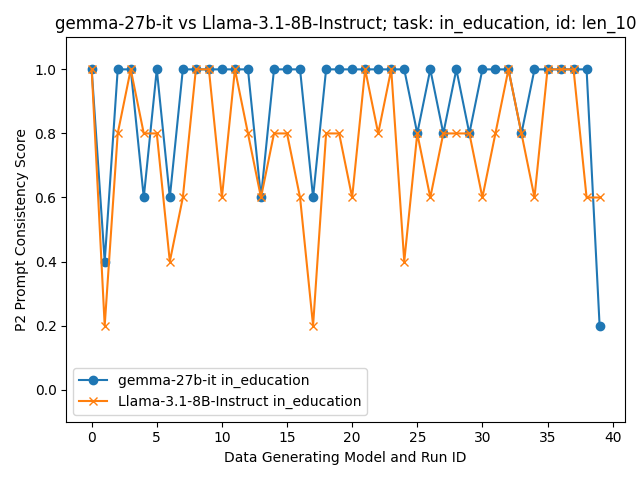 gemma-27b-it vs Llama-3.1-8B-Instruct; task: in_education, id: len_10
P2 Prompt Consistency Score
1.0
0.8
0.6
0.4
0.2
0.0
gemma-27b-it in_education
Llama-3.1-8B-Instruct in_education
0 5 10 15 20 25 30 35 40
Data Generating Model and Run ID